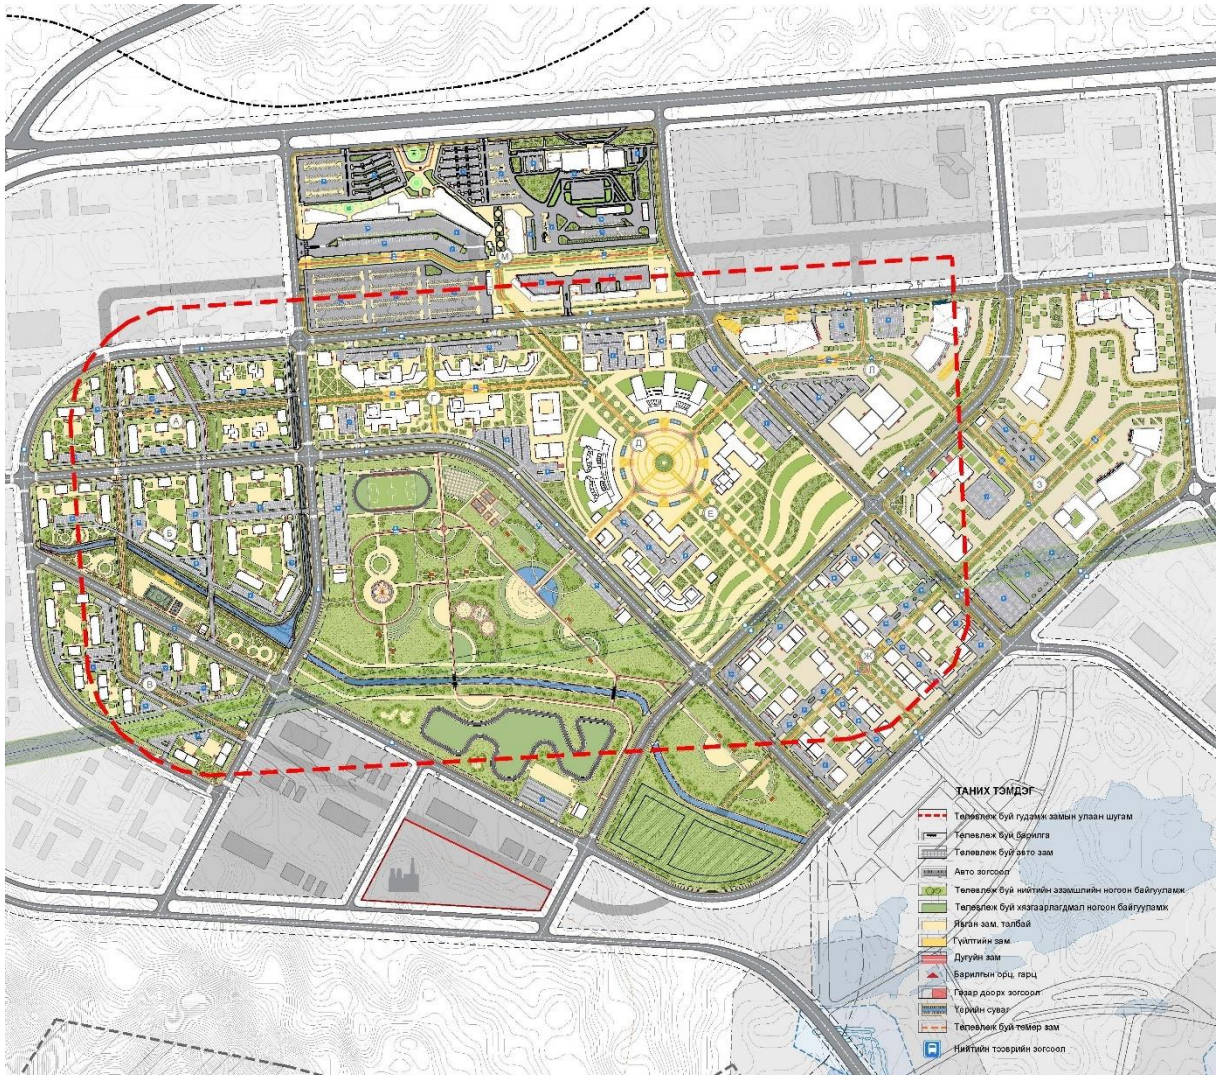 М
Л
Г
А
Д
З
Е
Б
Ж
В
ТАНИХ ТЭМДЭГ
Төлөвлөж буй гудамж замын улаан шугам
Төлөвлөж буй барилга
Төлөвлөж буй авто зам
Авто зогсоол
Төлөвлөж буй нийтийн эзэмшлийн ногоон байгууламж
Төлөвлөж буй хязгаарлагдмал ногоон байгууламж
Явган зам, талбай
Гүйлтийн зам
Дугуйн зам
Барилгын орц, гарц
Газар доорх зогсоол
Үерийн суваг
Төлөвлөж буй төмөр зам
Нийтийн тээврийн зогсоол